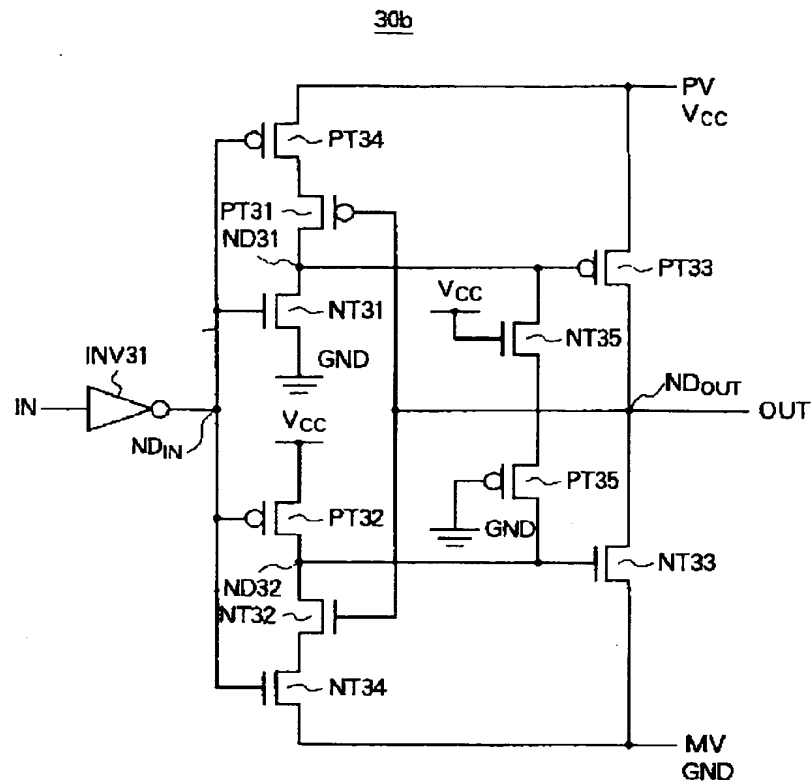 30b
PV
VCC
PT34
PT31
ND31
PT33
VCC
NT31
NT35
INV31
GND
NDOUT
IN
VCC
OUT
NDIN
PT35
PT32
GND
NT33
ND32
NT32
NT34
MV
GND